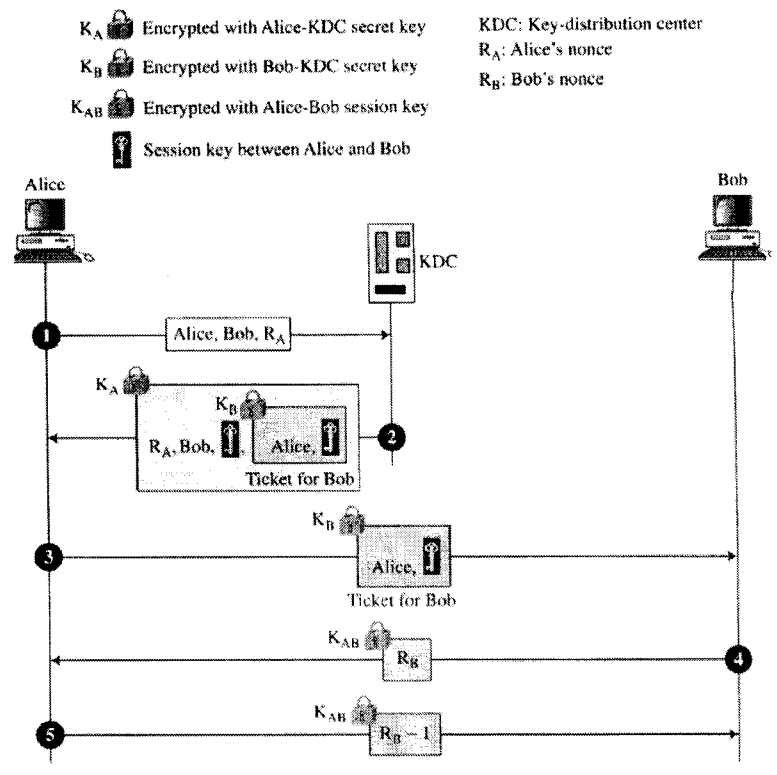 K_A Encrypted with Alice-KDC secret key
K_B Encrypted with Bob-KDC secret key
K_AB Encrypted with Alice-Bob session key
Session key between Alice and Bob
KDC: Key-distribution center
R_A: Alice's nonce
R_B: Bob's nonce
Alice
Bob
KDC
1
Alice, Bob, R_A
K_A
K_B
R_A, Bob, , Alice,
2
Ticket for Bob
K_B
3
Alice,
Ticket for Bob
K_AB
R_B
4
K_AB
5
R_B − 1